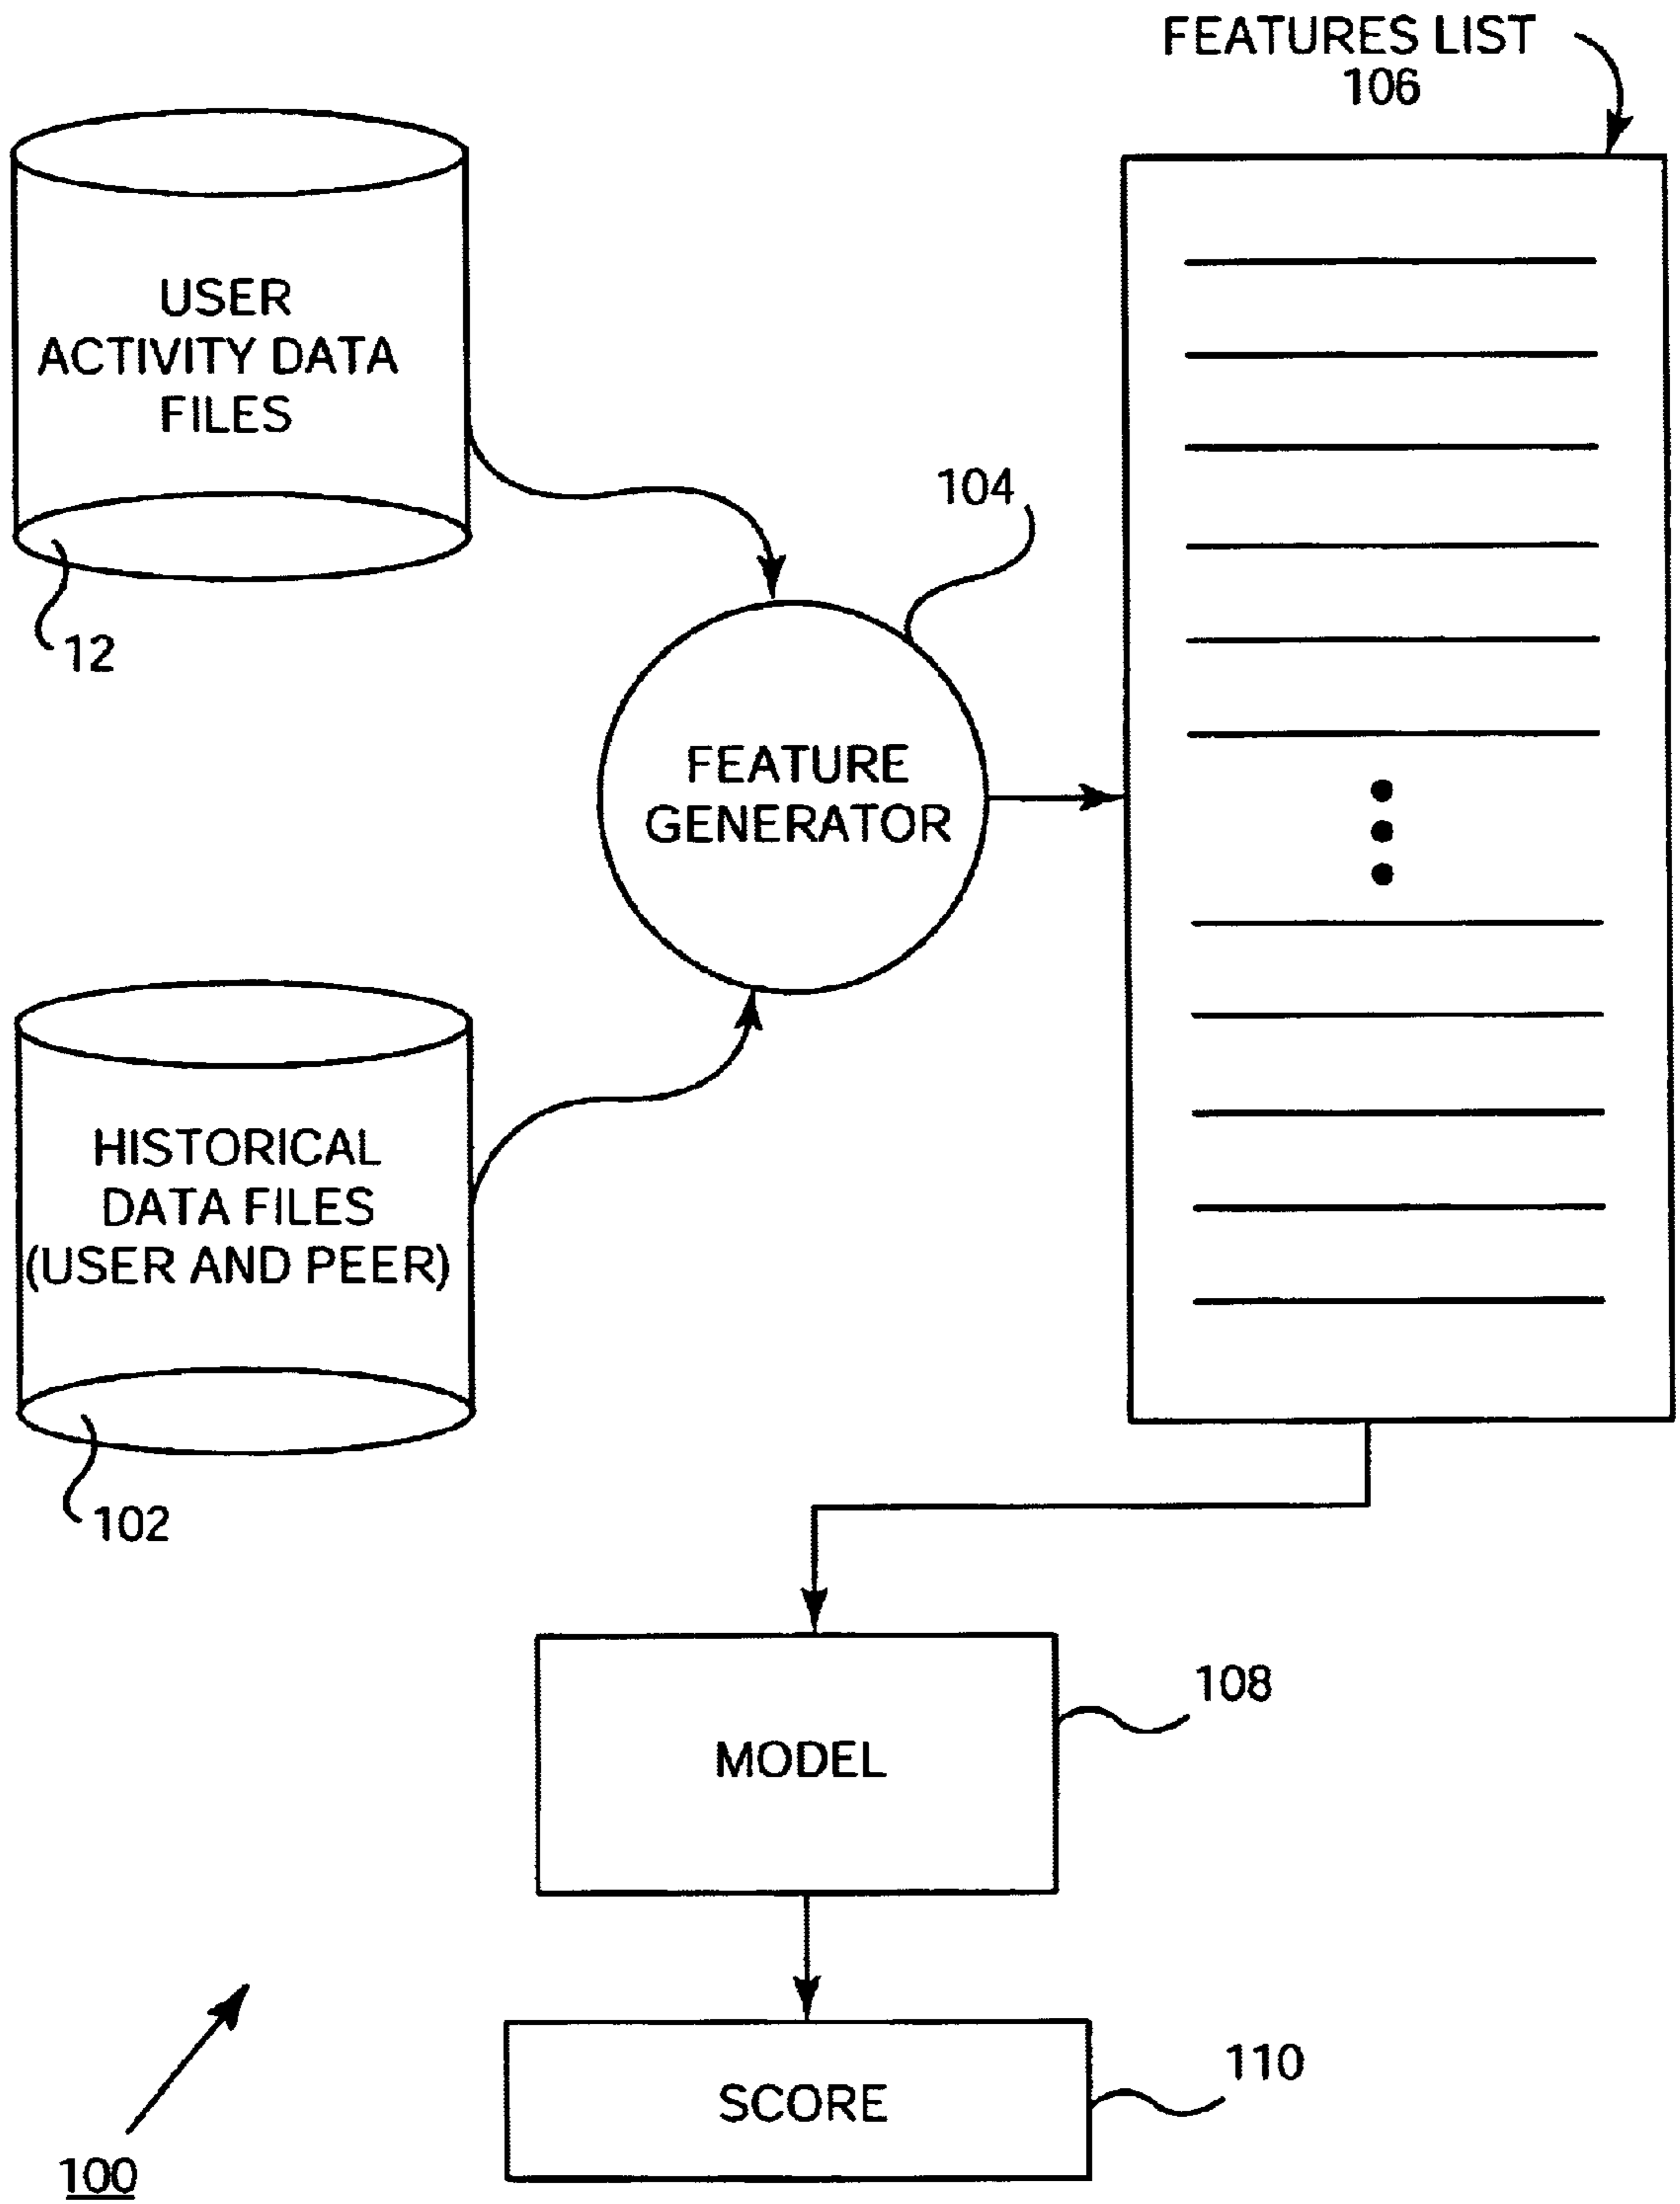 FEATURES LIST
106
USER
ACTIVITY DATA
FILES
12
104
FEATURE
GENERATOR
HISTORICAL
DATA FILES
(USER AND PEER)
102
MODEL
108
SCORE
110
100